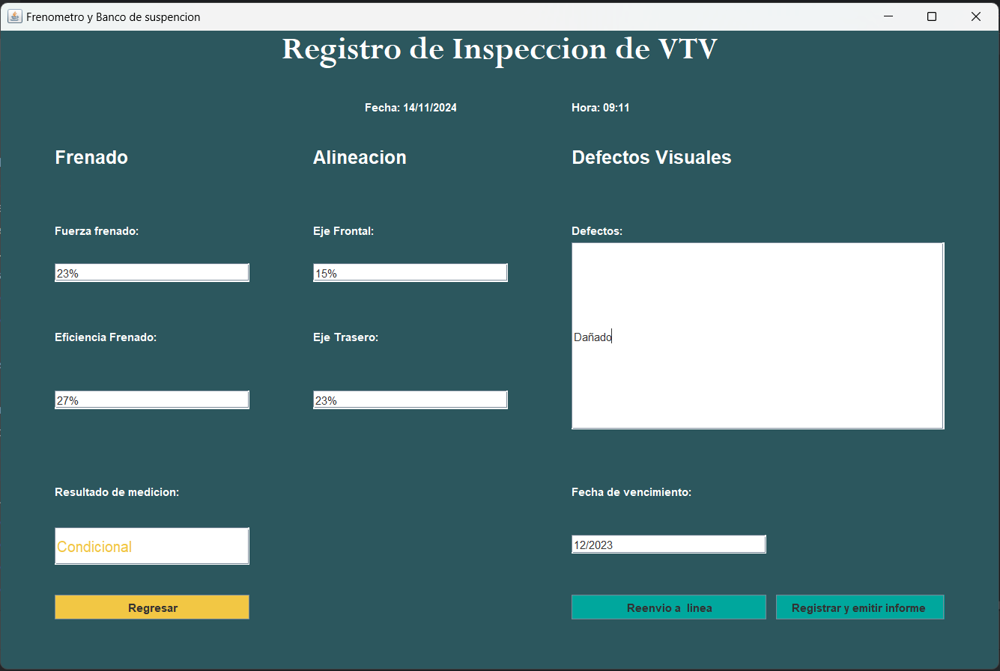 Frenometro y Banco de suspencion
Registro de Inspeccion de VTV
Fecha: 14/11/2024
Hora: 09:11
Frenado
Alineacion
Defectos Visuales
Fuerza frenado:
Eje Frontal:
Defectos:
23%
15%
Eficiencia Frenado:
Eje Trasero:
Dañado
27%
23%
Resultado de medicion:
Fecha de vencimiento:
Condicional
12/2023
Regresar
Reenvio a linea
Registrar y emitir informe